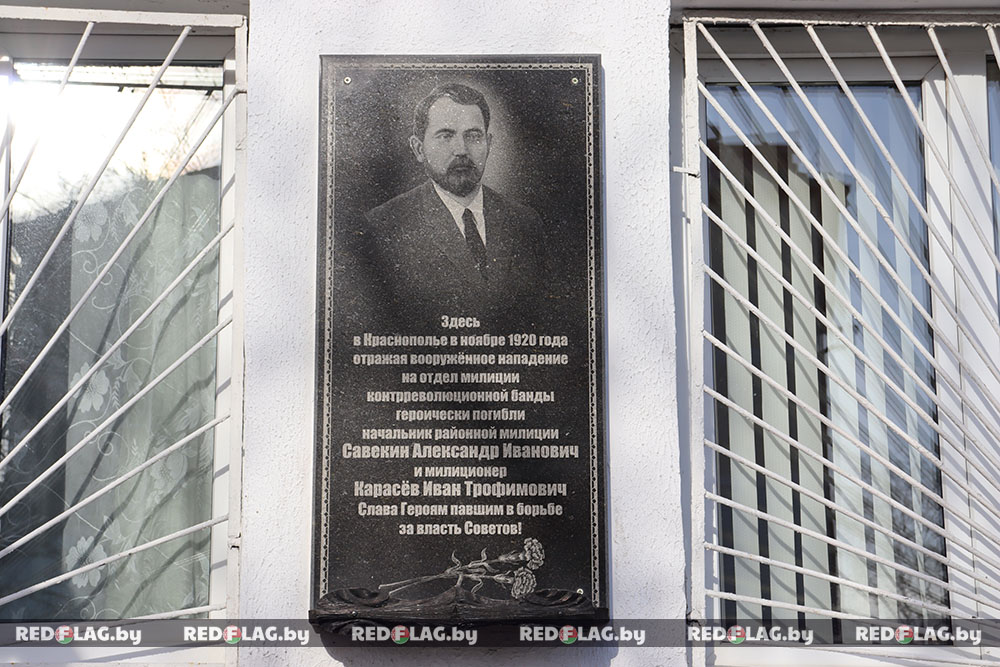 Здесь
в Краснополье в ноябре 1920 года
отражая вооружённое нападение
на отдел милиции
контрреволюционной банды
героически погибли
начальник районной милиции
Савекин Александр Иванович
и милиционер
Карасёв Иван Трофимович
Слава Героям павшим в борьбе
за власть Советов!
REDFLAG.by REDFLAG.by REDFLAG.by REDFLAG.by REDFLAG.by REDFLAG.by